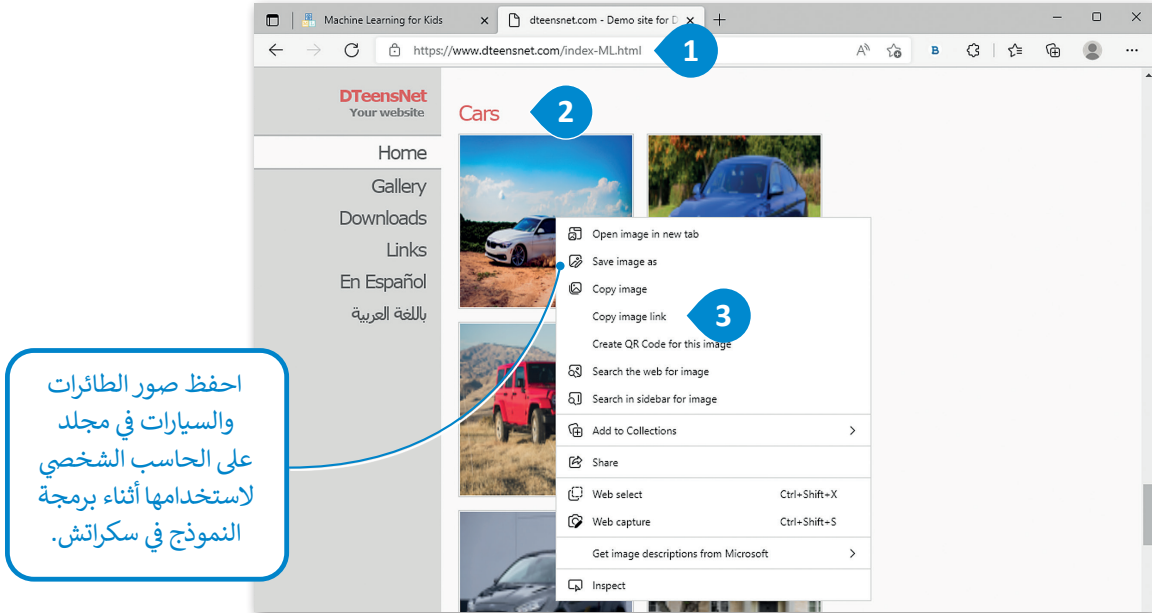 Machine Learning for Kids
dteensnet.com - Demo site for D
https://www.dteensnet.com/index-ML.html
1
B
DTeensNet
Your website
Cars
2
Home
Gallery
Downloads
Links
En Español
باللغة العربية
Open image in new tab
Save image as
Copy image
Copy image link
3
Create QR Code for this image
Search the web for image
Search in sidebar for image
Add to Collections
Share
Web select Ctrl+Shift+X
Web capture Ctrl+Shift+S
Get image descriptions from Microsoft
Inspect
احفظ صور الطائرات
والسيارات في مجلد
على الحاسب الشخصي
لاستخدامها أثناء برمجة
النموذج في سكراتش.